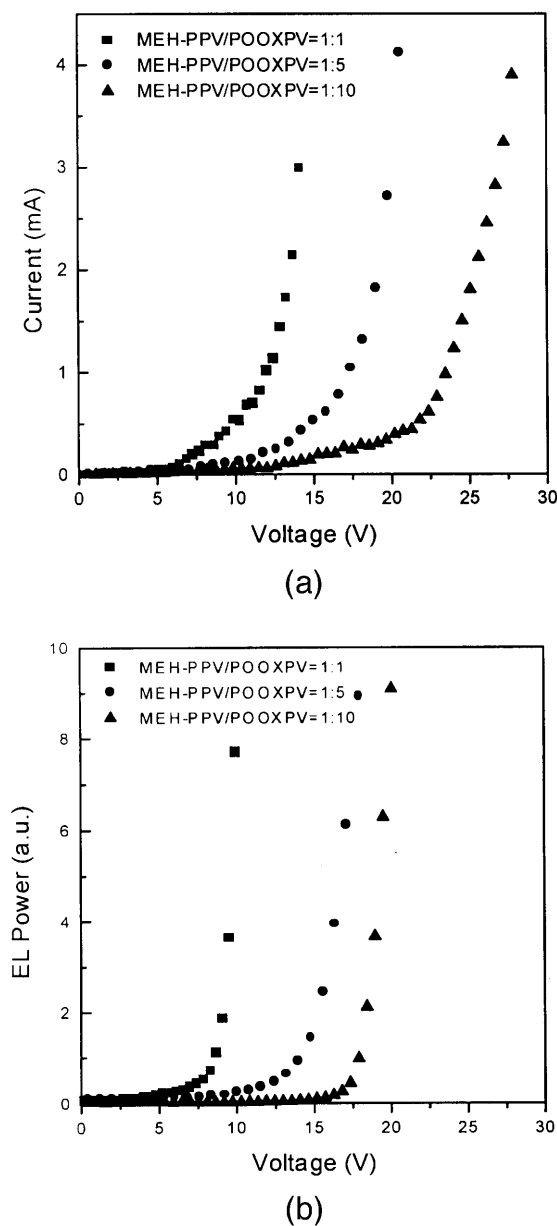 MEH-PPV/POOXPV=1:1
MEH-PPV/POOXPV=1:5
MEH-PPV/POOXPV=1:10
4
3
2
1
0
Current (mA)
0 5 10 15 20 25 30
Voltage (V)
(a)
10
MEH-PPV/POOXPV=1:1
MEH-PPV/POOXPV=1:5
MEH-PPV/POOXPV=1:10
8
6
4
2
0
EL Power (a.u.)
0 5 10 15 20 25 30
Voltage (V)
(b)